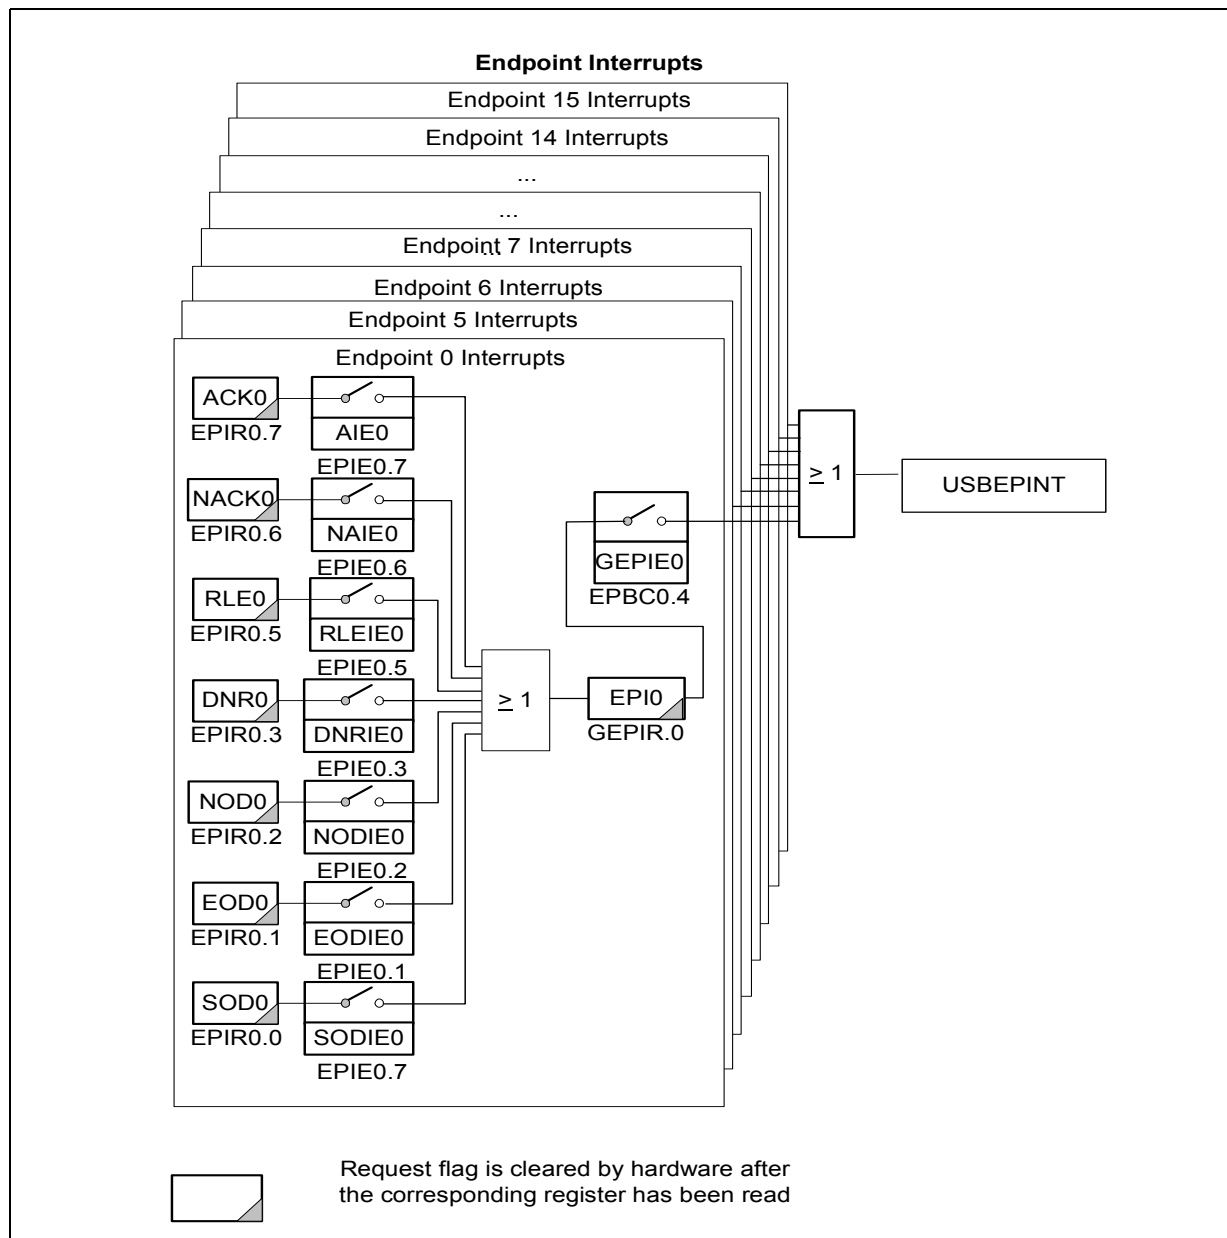 Endpoint Interrupts
Endpoint 15 Interrupts
Endpoint 14 Interrupts
...
...
Endpoint 7 Interrupts
...
Endpoint 6 Interrupts
Endpoint 5 Interrupts
Endpoint 0 Interrupts
ACK0
EPIR0.7
AIE0
EPIE0.7
NACK0
EPIR0.6
NAIE0
EPIE0.6
RLE0
EPIR0.5
RLEIE0
EPIE0.5
DNR0
EPIR0.3
DNRIE0
EPIE0.3
NOD0
EPIR0.2
NODIE0
EPIE0.2
EOD0
EPIR0.1
EODIE0
EPIE0.1
SOD0
EPIR0.0
SODIE0
EPIE0.7
≥ 1
EPI0
GEPIR.0
GEPIE0
EPBC0.4
≥ 1
USBEPINT
Request flag is cleared by hardware after
the corresponding register has been read